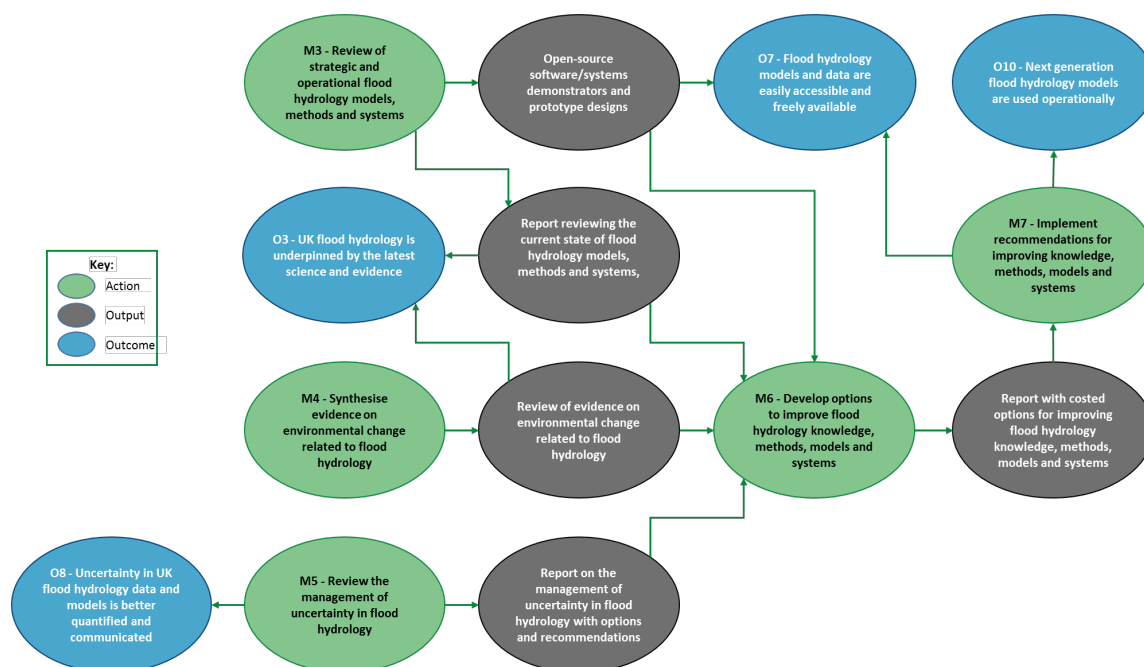 M3 - Review of
strategic and
operational flood
hydrology models,
methods and systems
Open-source
software/systems
demonstrators and
prototype designs
O7 - Flood hydrology
models and data are
easily accessible and
freely available
O10 - Next generation
flood hydrology models
are used operationally
O3 - UK flood hydrology is
underpinned by the latest
science and evidence
Report reviewing the
current state of flood
hydrology models,
methods and systems,
M7 - Implement
recommendations for
improving knowledge,
methods, models and
systems
Key:
Action
Output
Outcome
M4 - Synthesise
evidence on
environmental change
related to flood
hydrology
Review of evidence on
environmental change
related to flood
hydrology
M6 - Develop options
to improve flood
hydrology knowledge,
methods, models and
systems
Report with costed
options for improving
flood hydrology
knowledge, methods,
models and systems
O8 - Uncertainty in UK
flood hydrology data and
models is better
quantified and
communicated
M5 - Review the
management of
uncertainty in flood
hydrology
Report on the
management of
uncertainty in flood
hydrology with options
and recommendations